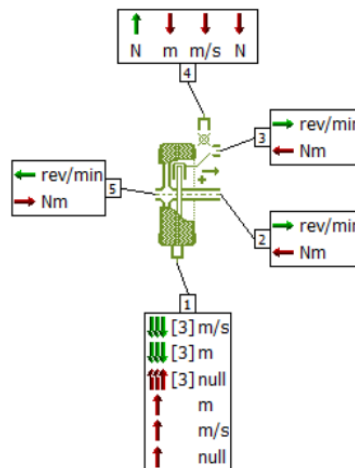 N m m/s N
4
rev/min
3
Nm
rev/min
5
Nm
+
rev/min
2
Nm
1
[3] m/s
[3] m
[3] null
m
m/s
null